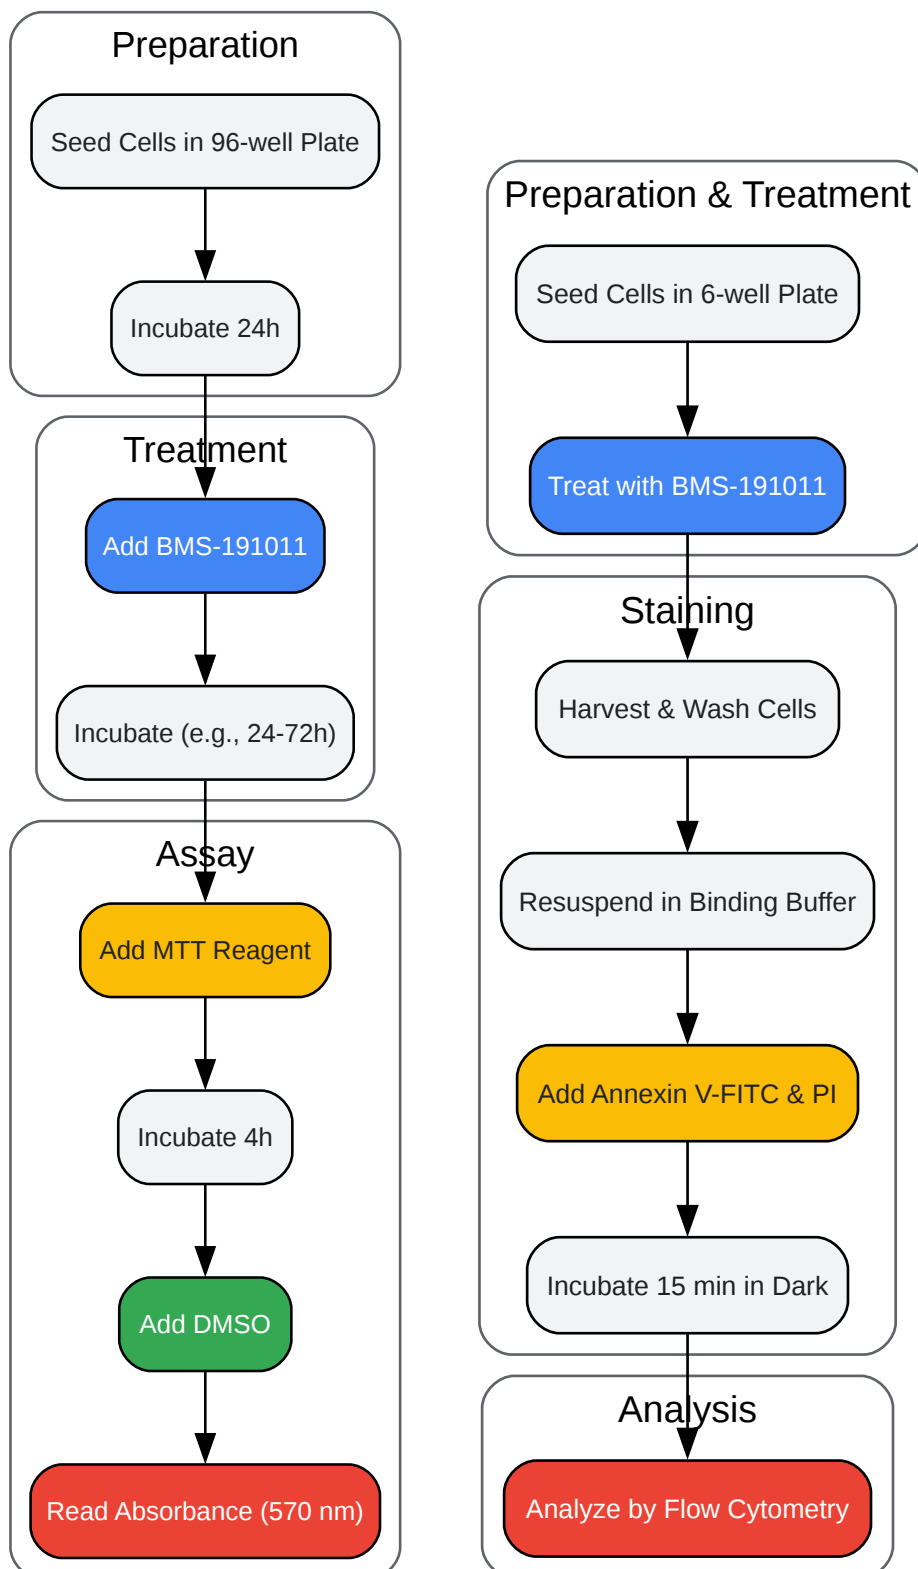 Preparation
Seed Cells in 96-well Plate
Incubate 24h
Treatment
Add BMS-191011
Incubate (e.g., 24-72h)
Assay
Add MTT Reagent
Incubate 4h
Add DMSO
Read Absorbance (570 nm)
Preparation & Treatment
Seed Cells in 6-well Plate
Treat with BMS-191011
Staining
Harvest & Wash Cells
Resuspend in Binding Buffer
Add Annexin V-FITC & PI
Incubate 15 min in Dark
Analysis
Analyze by Flow Cytometry